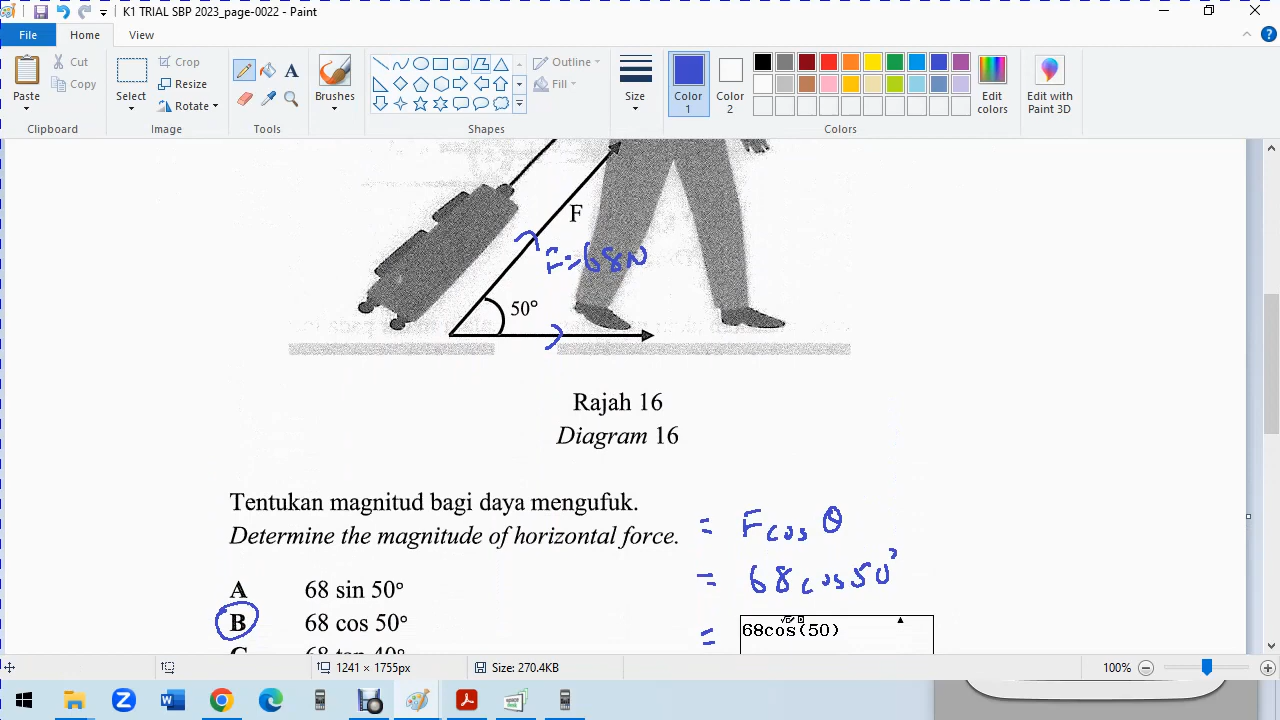 K1 TRIAL SBP 2023_page-0022 - Paint
File Home View
Paste Cut Copy Clipboard
Select Crop Resize Rotate Image
Tools
Brushes
Outline Fill Shapes
Size
Color 1 Color 2 Edit colors Colors
Edit with Paint 3D
F
F=68N
50°
Rajah 16
Diagram 16
Tentukan magnitud bagi daya mengufuk.
Determine the magnitude of horizontal force.
= F cos θ
= 68 cos 50°
A 68 sin 50°
B 68 cos 50°
= 68cos(50)
C 68 tan 40°
1241 × 1755px
Size: 270.4KB
100%